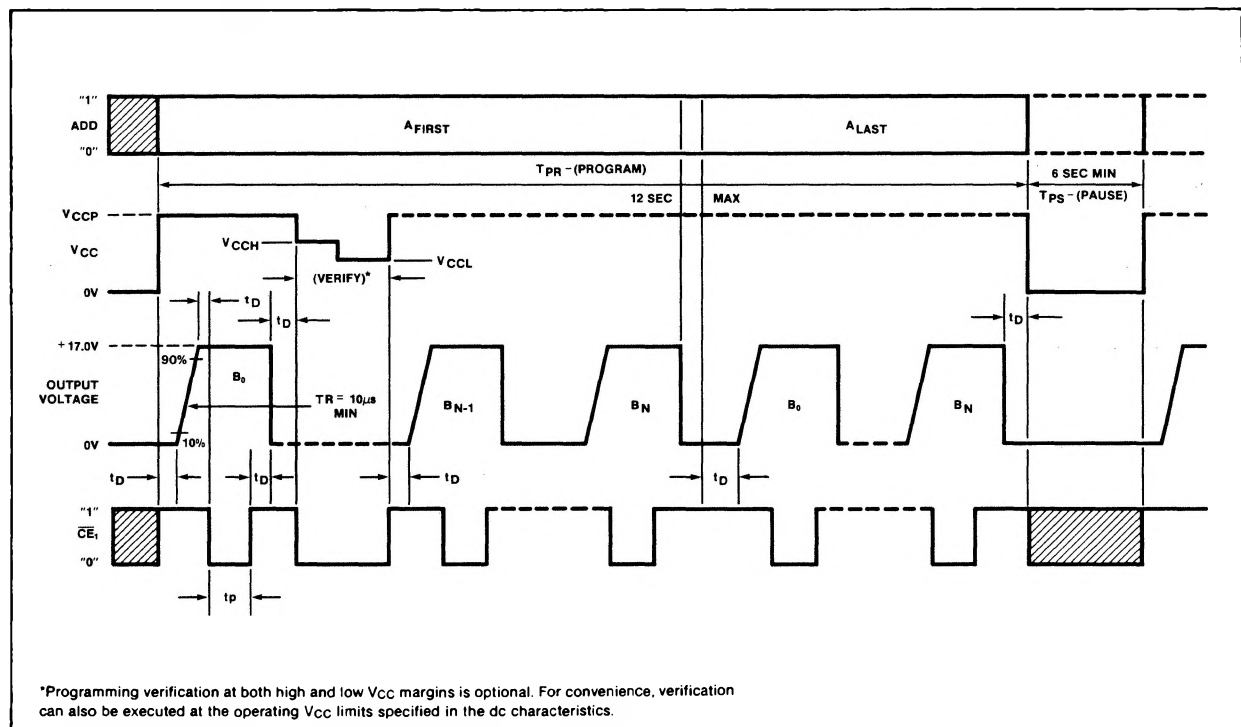 "1"
ADD
"0"
A FIRST
A LAST
TPR – (PROGRAM)
12 SEC MAX
6 SEC MIN
TPS – (PAUSE)
VCCP
VCC
0V
VCCH
VCCL
(VERIFY)*
tD
tD
tD
+17.0V
90%
OUTPUT
VOLTAGE
10%
0V
B0
TR = 10μs
MIN
BN-1
BN
B0
BN
tD
tD
tD
tD
"1"
CE1
"0"
tp
*Programming verification at both high and low VCC margins is optional. For convenience, verification
can also be executed at the operating VCC limits specified in the dc characteristics.